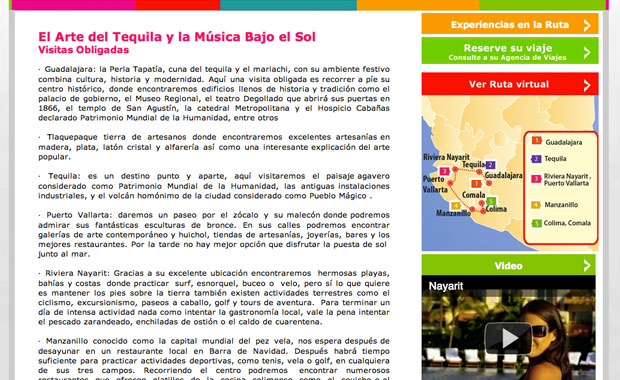 El Arte del Tequila y la Música Bajo el Sol
Visitas Obligadas
· Guadalajara: la Perla Tapatía, cuna del tequila y el mariachi, con su ambiente festivo
combina cultura, historia y modernidad. Aquí una visita obligada es recorrer a píe su
centro histórico, donde encontraremos edificios llenos de historia y tradición como el
palacio de gobierno, el Museo Regional, el teatro Degollado que abrirá sus puertas en
1866, el templo de San Agustín, la catedral Metropolitana y el Hospicio Cabañas
declarado Patrimonio Mundial de la Humanidad, entre otros
· Tlaquepaque tierra de artesanos donde encontraremos excelentes artesanías en
madera, plata, latón cristal y alfarería así como una interesante explicación del arte
popular.
· Tequila: es un destino punto y aparte, aquí visitaremos el paisaje agavero
considerado como Patrimonio Mundial de la Humanidad, las antiguas instalaciones
industriales, y el volcán homónimo de la ciudad considerado como Pueblo Mágico .
· Puerto Vallarta: daremos un paseo por el zócalo y su malecón donde podremos
admirar sus fantásticas esculturas de bronce. En sus calles podremos encontrar
galerías de arte contemporáneo y huichol, tiendas de artesanías, joyerías, bares y los
mejores restaurantes. Por la tarde no hay mejor opción que disfrutar la puesta de sol
junto al mar.
· Riviera Nayarit: Gracias a su excelente ubicación encontraremos hermosas playas,
bahías y costas donde practicar surf, esnorquel, buceo o velo, pero sí lo que quiere
es mantener los pies sobre la tierra también existen actividades terrestres como el
ciclismo, excursionismo, paseos a caballo, golf y tours de aventura. Para terminar un
día de intensa actividad nada como intentar la gastronomía local, vale la pena intentar
el pescado zarandeado, enchiladas de ostión o el caldo de cuarentena.
· Manzanillo conocido como la capital mundial del pez vela, nos espera después de
desayunar en un restaurante local en Barra de Navidad. Después habrá tiempo
suficiente para practicar actividades deportivas, como tenis, vela o golf, en cualquiera
de sus tres campos. Recorriendo el centro podremos encontrar numerosos
Experiencias en la Ruta
Reserve su viaje
Consulte a su Agencia de Viajes
Ver Ruta virtual
Riviera Nayarit
3
Tequila
2
Guadalajara
1
Puerto
Vallarta
Comala
5
Colima
4
Manzanillo
1 Guadalajara
2 Tequila
3 Riviera Nayarit ,
Puerto Vallarta
4 Manzanillo
5 Colima, Comala
Video
Nayarit